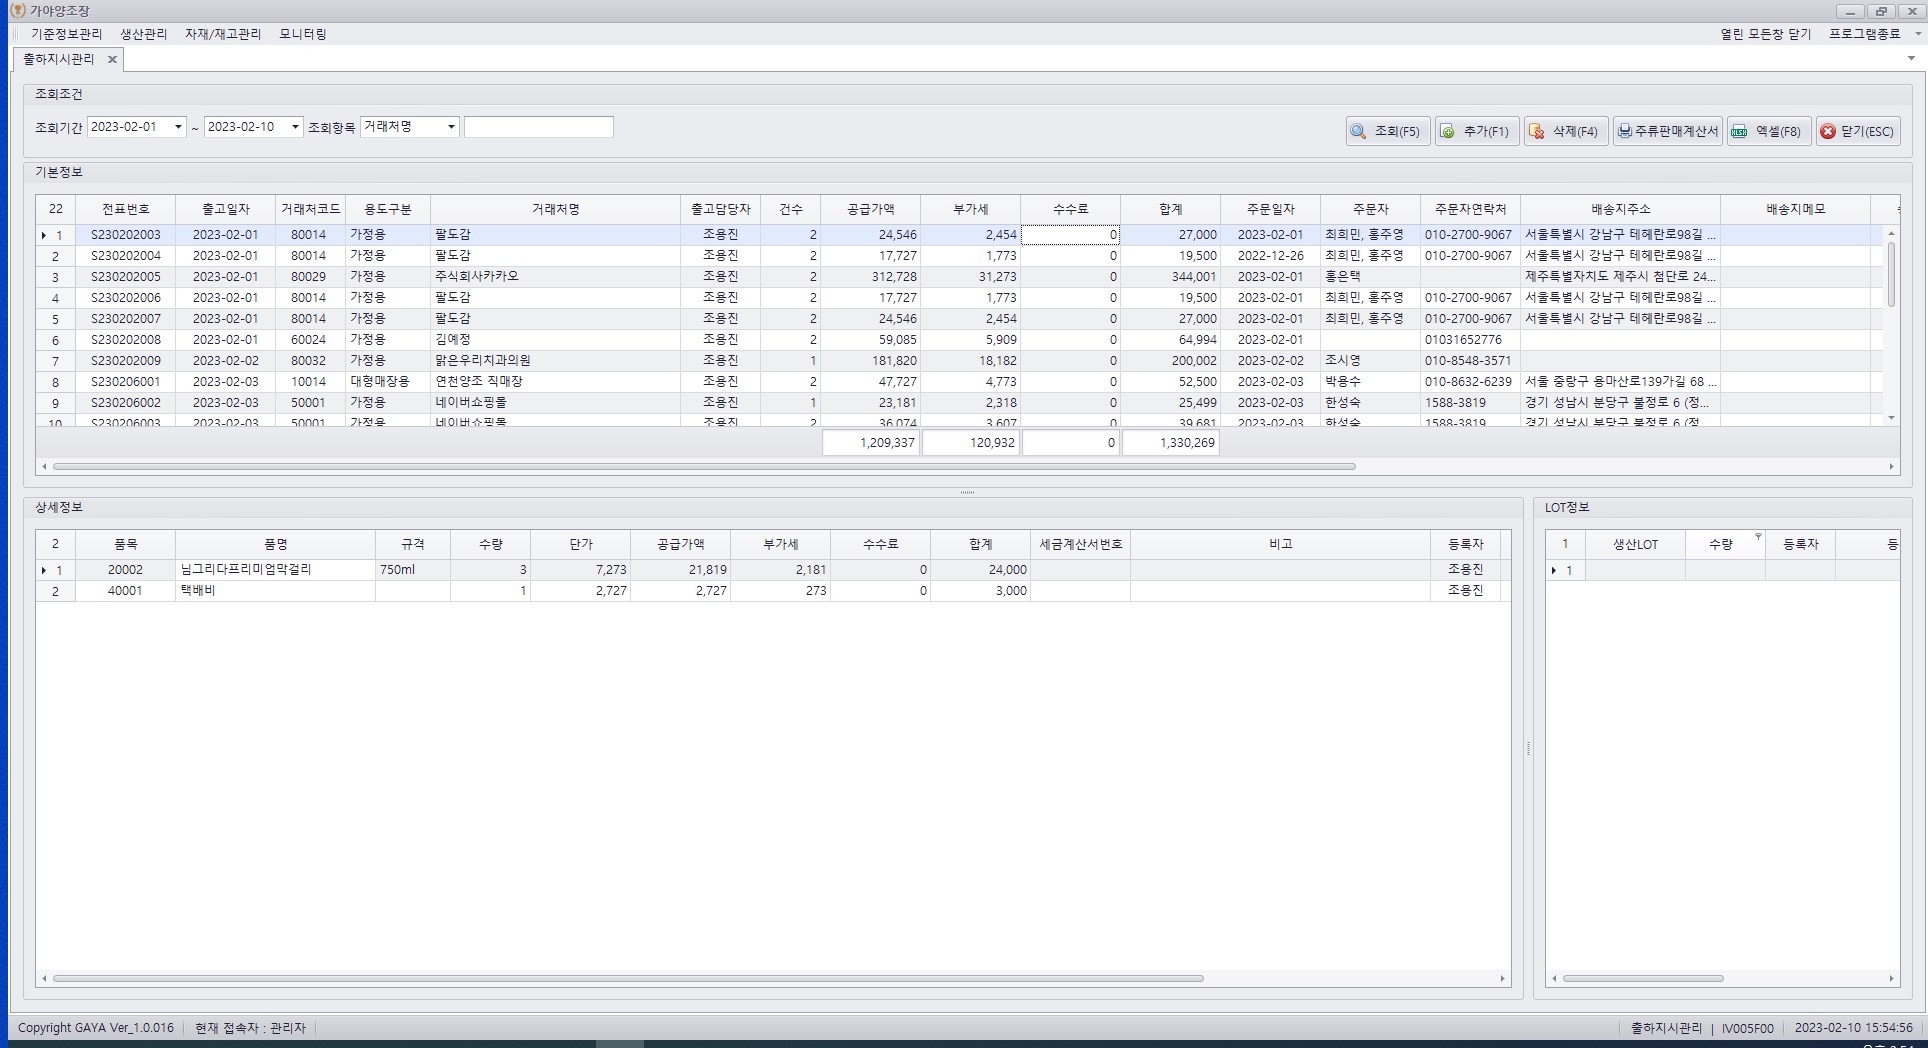 가야양조장
기준정보관리 생산관리 자재/재고관리 모니터링 열린 모든창 닫기 프로그램종료
출하지시관리
조회조건
조회기간 2023-02-01 ~ 2023-02-10 조회항목 거래처명 조회(F5) 추가(F1) 삭제(F4) 주류판매계산서 엑셀(F8) 닫기(ESC)
기본정보
22 전표번호 출고일자 거래처코드 용도구분 거래처명 출고담당자 건수 공급가액 부가세 수수료 합계 주문일자 주문자 주문자연락처 배송지주소 배송지메모
1 S230202003 2023-02-01 80014 가정용 팔도감 조용진 2 24,546 2,454 0 27,000 2023-02-01 최희민, 홍주영 010-2700-9067 서울특별시 강남구 테헤란로98길 ...
2 S230202004 2023-02-01 80014 가정용 팔도감 조용진 2 17,727 1,773 0 19,500 2022-12-26 최희민, 홍주영 010-2700-9067 서울특별시 강남구 테헤란로98길 ...
3 S230202005 2023-02-01 80029 가정용 주식회사카카오 조용진 2 312,728 31,273 0 344,001 2023-02-01 홍은택 제주특별자치도 제주시 첨단로 24...
4 S230202006 2023-02-01 80014 가정용 팔도감 조용진 2 17,727 1,773 0 19,500 2023-02-01 최희민, 홍주영 010-2700-9067 서울특별시 강남구 테헤란로98길 ...
5 S230202007 2023-02-01 80014 가정용 팔도감 조용진 2 24,546 2,454 0 27,000 2023-02-01 최희민, 홍주영 010-2700-9067 서울특별시 강남구 테헤란로98길 ...
6 S230202008 2023-02-01 60024 가정용 김예정 조용진 2 59,085 5,909 0 64,994 2023-02-01 01031652776
7 S230202009 2023-02-02 80032 가정용 맑은우리치과의원 조용진 1 181,820 18,182 0 200,002 2023-02-02 조시영 010-8548-3571
8 S230206001 2023-02-03 10014 대형매장용 연천양조 직매장 조용진 2 47,727 4,773 0 52,500 2023-02-03 박용수 010-8632-6239 서울 중랑구 용마산로139가길 68 ...
9 S230206002 2023-02-03 50001 가정용 네이버쇼핑몰 조용진 1 23,181 2,318 0 25,499 2023-02-03 한성숙 1588-3819 경기 성남시 분당구 불정로 6 (정...
10 S230206003 2023-02-03 50001 가정용 네이버쇼핑몰 조용진 2 36,074 3,607 0 39,681 2023-02-03 한성숙 1588-3819 경기 성남시 분당구 불정로 6 (정
1,209,337 120,932 0 1,330,269
상세정보 LOT정보
2 품목 품명 규격 수량 단가 공급가액 부가세 수수료 합계 세금계산서번호 비고 등록자 1 생산LOT 수량 등록자 등
1 20002 님그리다프리미엄막걸리 750ml 3 7,273 21,819 2,181 0 24,000 조용진 1
2 40001 택배비 1 2,727 2,727 273 0 3,000 조용진
Copyright GAYA Ver_1.0.016 현재 접속자 : 관리자 출하지시관리 | IV005F00 2023-02-10 15:54:56